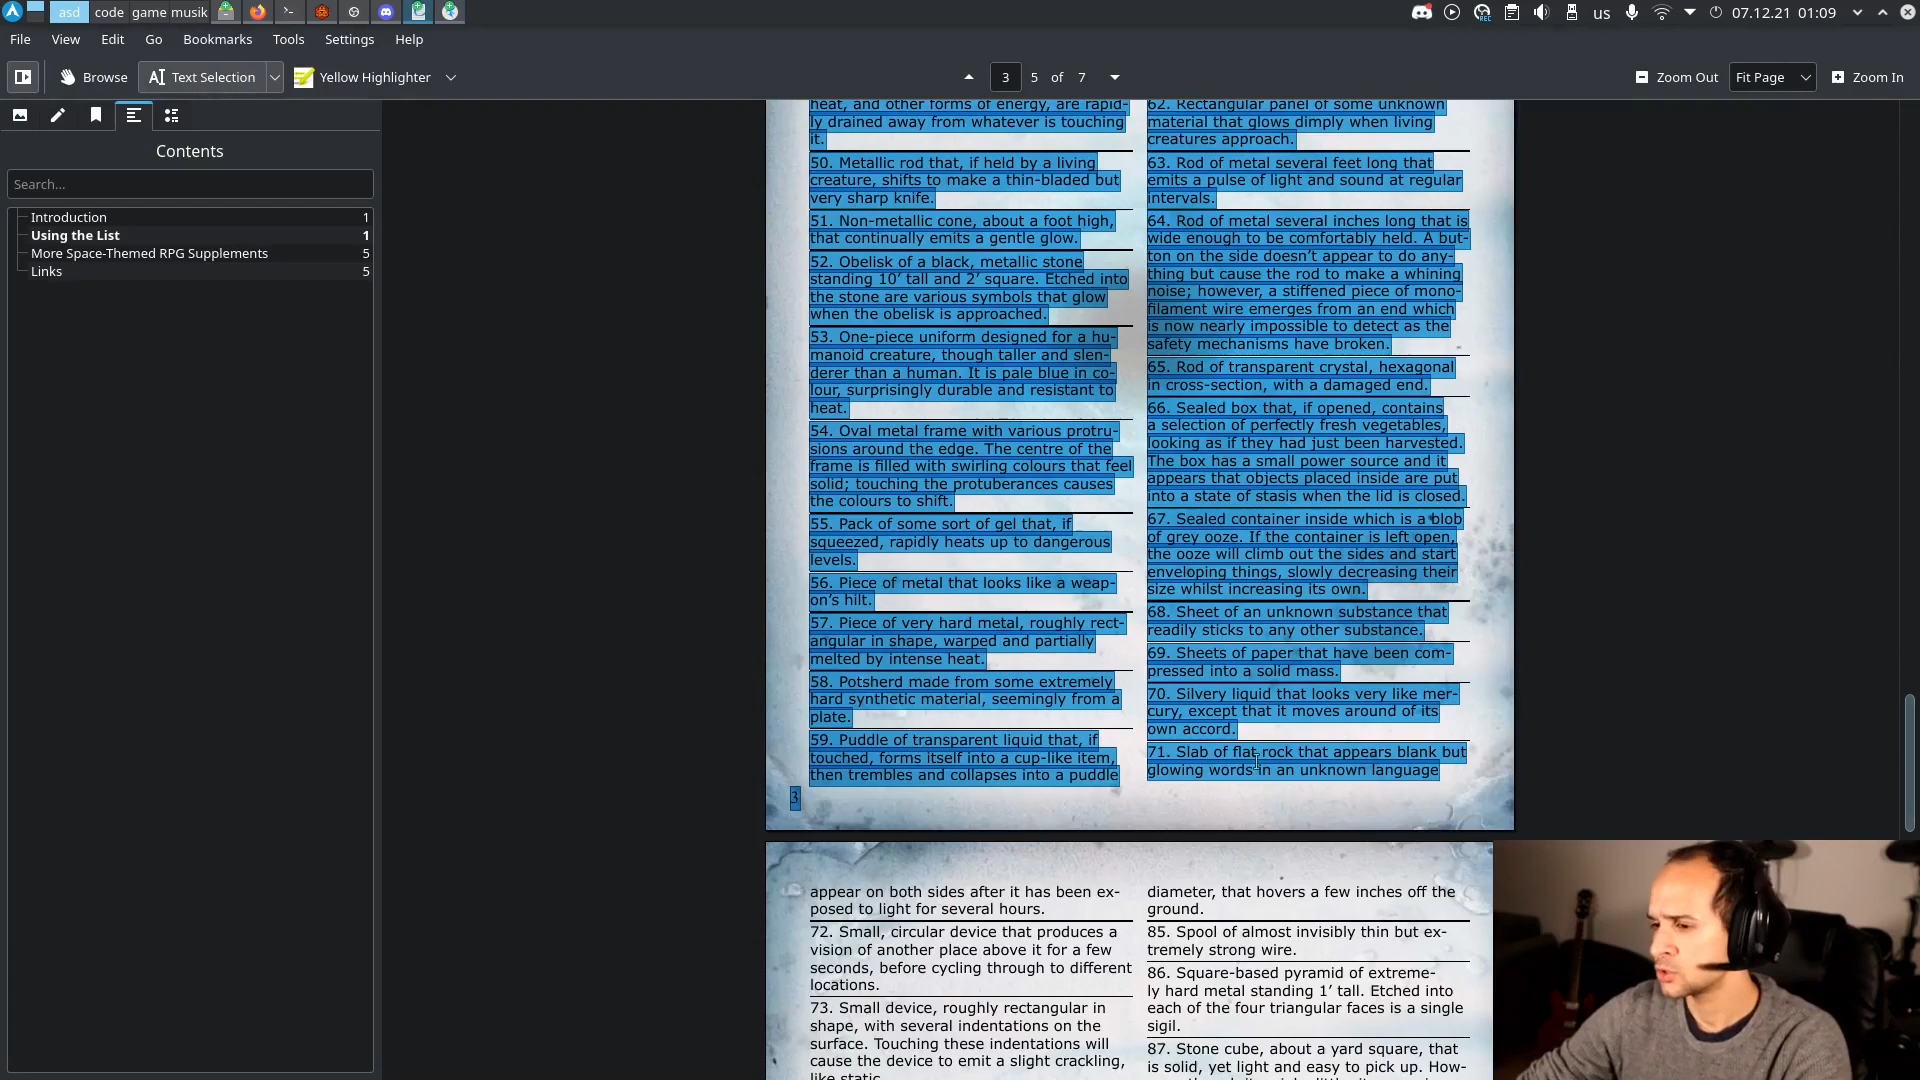 asd code game musik
us
07.12.21 01:09
File View Edit Go Bookmarks Tools Settings Help
Browse Text Selection Yellow Highlighter
3 5 of 7
Zoom Out Fit Page Zoom In
Contents
Search...
Introduction 1
Using the List 1
More Space-Themed RPG Supplements 5
Links 5
heat, and other forms of energy, are rapid-
ly drained away from whatever is touching
it.
50. Metallic rod that, if held by a living
creature, shifts to make a thin-bladed but
very sharp knife.
51. Non-metallic cone, about a foot high,
that continually emits a gentle glow.
52. Obelisk of a black, metallic stone
standing 10′ tall and 2′ square. Etched into
the stone are various symbols that glow
when the obelisk is approached.
53. One-piece uniform designed for a hu-
manoid creature, though taller and slen-
derer than a human. It is pale blue in co-
lour, surprisingly durable and resistant to
heat.
54. Oval metal frame with various protru-
sions around the edge. The centre of the
frame is filled with swirling colours that feel
solid; touching the protuberances causes
the colours to shift.
55. Pack of some sort of gel that, if
squeezed, rapidly heats up to dangerous
levels.
56. Piece of metal that looks like a weap-
on's hilt.
57. Piece of very hard metal, roughly rect-
angular in shape, warped and partially
melted by intense heat.
58. Potsherd made from some extremely
hard synthetic material, seemingly from a
plate.
59. Puddle of transparent liquid that, if
touched, forms itself into a cup-like item,
then trembles and collapses into a puddle
62. Rectangular panel of some unknown
material that glows dimply when living
creatures approach.
63. Rod of metal several feet long that
emits a pulse of light and sound at regular
intervals.
64. Rod of metal several inches long that is
wide enough to be comfortably held. A but-
ton on the side doesn't appear to do any-
thing but cause the rod to make a whining
noise; however, a stiffened piece of mono-
filament wire emerges from an end which
is now nearly impossible to detect as the
safety mechanisms have broken.
65. Rod of transparent crystal, hexagonal
in cross-section, with a damaged end.
66. Sealed box that, if opened, contains
a selection of perfectly fresh vegetables,
looking as if they had just been harvested.
The box has a small power source and it
appears that objects placed inside are put
into a state of stasis when the lid is closed.
67. Sealed container inside which is a blob
of grey ooze. If the container is left open,
the ooze will climb out the sides and start
enveloping things, slowly decreasing their
size whilst increasing its own.
68. Sheet of an unknown substance that
readily sticks to any other substance.
69. Sheets of paper that have been com-
pressed into a solid mass.
70. Silvery liquid that looks very like mer-
cury, except that it moves around of its
own accord.
71. Slab of flat rock that appears blank but
glowing words in an unknown language
3
appear on both sides after it has been ex-
posed to light for several hours.
72. Small, circular device that produces a
vision of another place above it for a few
seconds, before cycling through to different
locations.
73. Small device, roughly rectangular in
shape, with several indentations on the
surface. Touching these indentations will
cause the device to emit a slight crackling,
like static.
diameter, that hovers a few inches off the
ground.
85. Spool of almost invisibly thin but ex-
tremely strong wire.
86. Square-based pyramid of extreme-
ly hard metal standing 1′ tall. Etched into
each of the four triangular faces is a single
sigil.
87. Stone cube, about a yard square, that
is solid, yet light and easy to pick up. How-